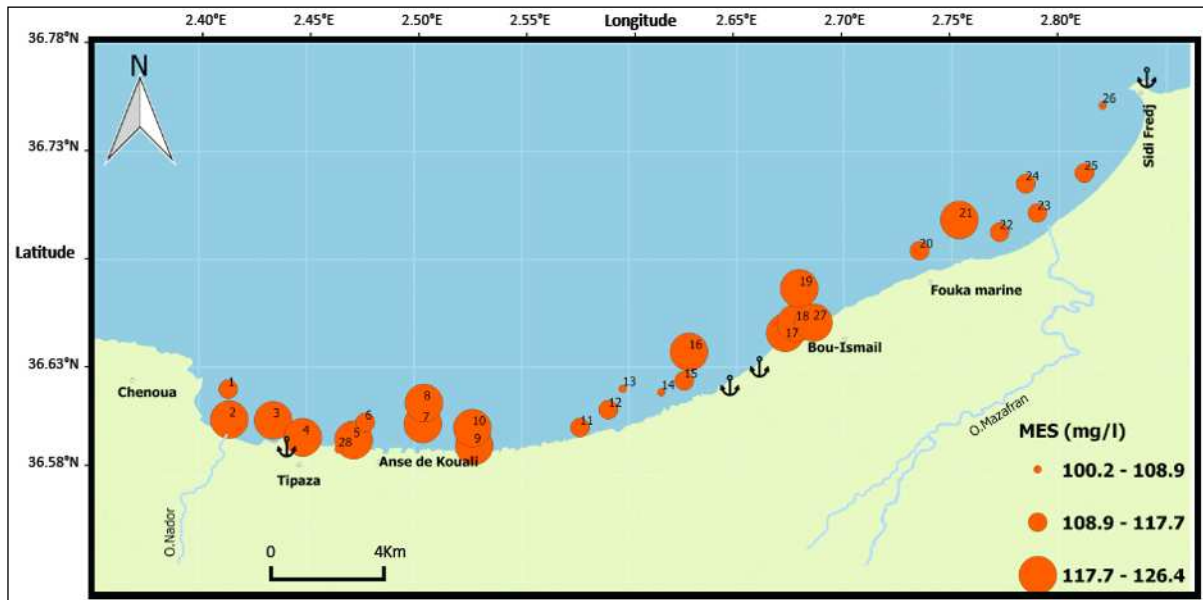 2.40°E 2.45°E 2.50°E 2.55°E Longitude 2.65°E 2.70°E 2.75°E 2.80°E
36.78°N
N
26
36.73°N
Sidi Fredj
25
24
23
21
22
Latitude
20
Fouka marine
19
18 27
17
Bou-Ismail
36.63°N
16
15
14
13
12
11
Chenoua
1
2
3
4
5
6
28
8
7
10
9
36.58°N
Anse de Kouali
Tipaza
O.Nador
O.Mazafran
0 4Km
MES (mg/l)
100.2 - 108.9
108.9 - 117.7
117.7 - 126.4